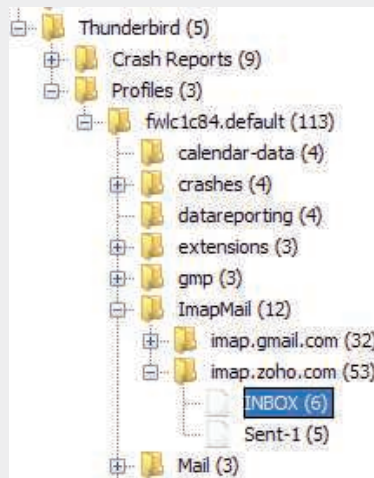 Thunderbird (5)
Crash Reports (9)
Profiles (3)
fwlc1c84.default (113)
calendar-data (4)
crashes (4)
datareporting (4)
extensions (3)
gmp (3)
ImapMail (12)
imap.gmail.com (32)
imap.zoho.com (53)
INBOX (6)
Sent-1 (5)
Mail (3)